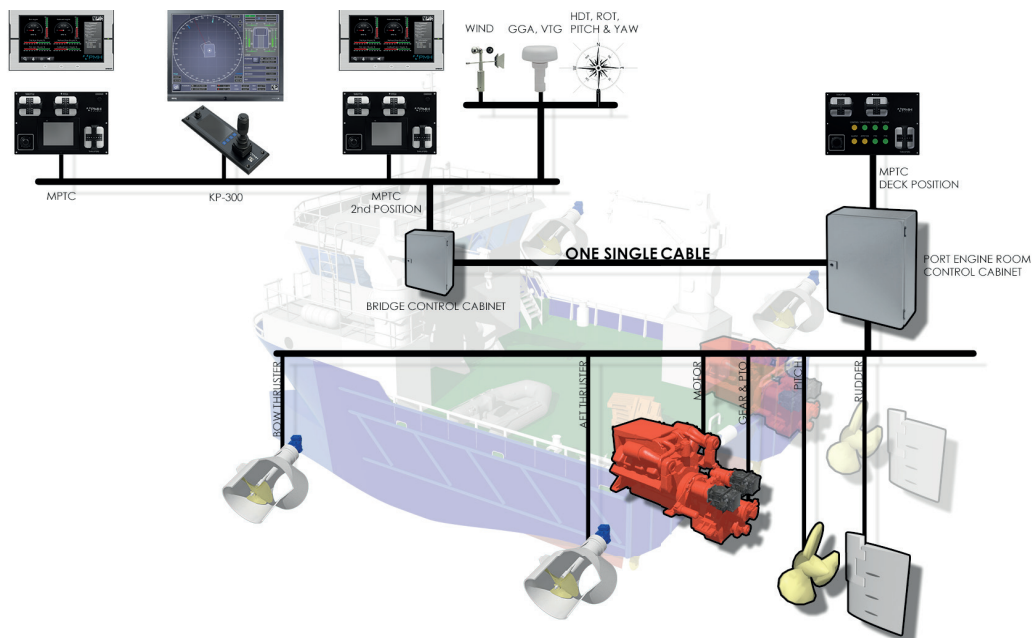 WIND
GGA, VTG
HDT, ROT,
PITCH & YAW
N
MPTC
KP-300
MPTC
2nd POSITION
MPTC
DECK POSITION
ONE SINGLE CABLE
PORT ENGINE ROOM
CONTROL CABINET
BRIDGE CONTROL CABINET
BOW THRUSTER
AFT THRUSTER
MOTOR
GEAR & PTO
PITCH
RUDDER